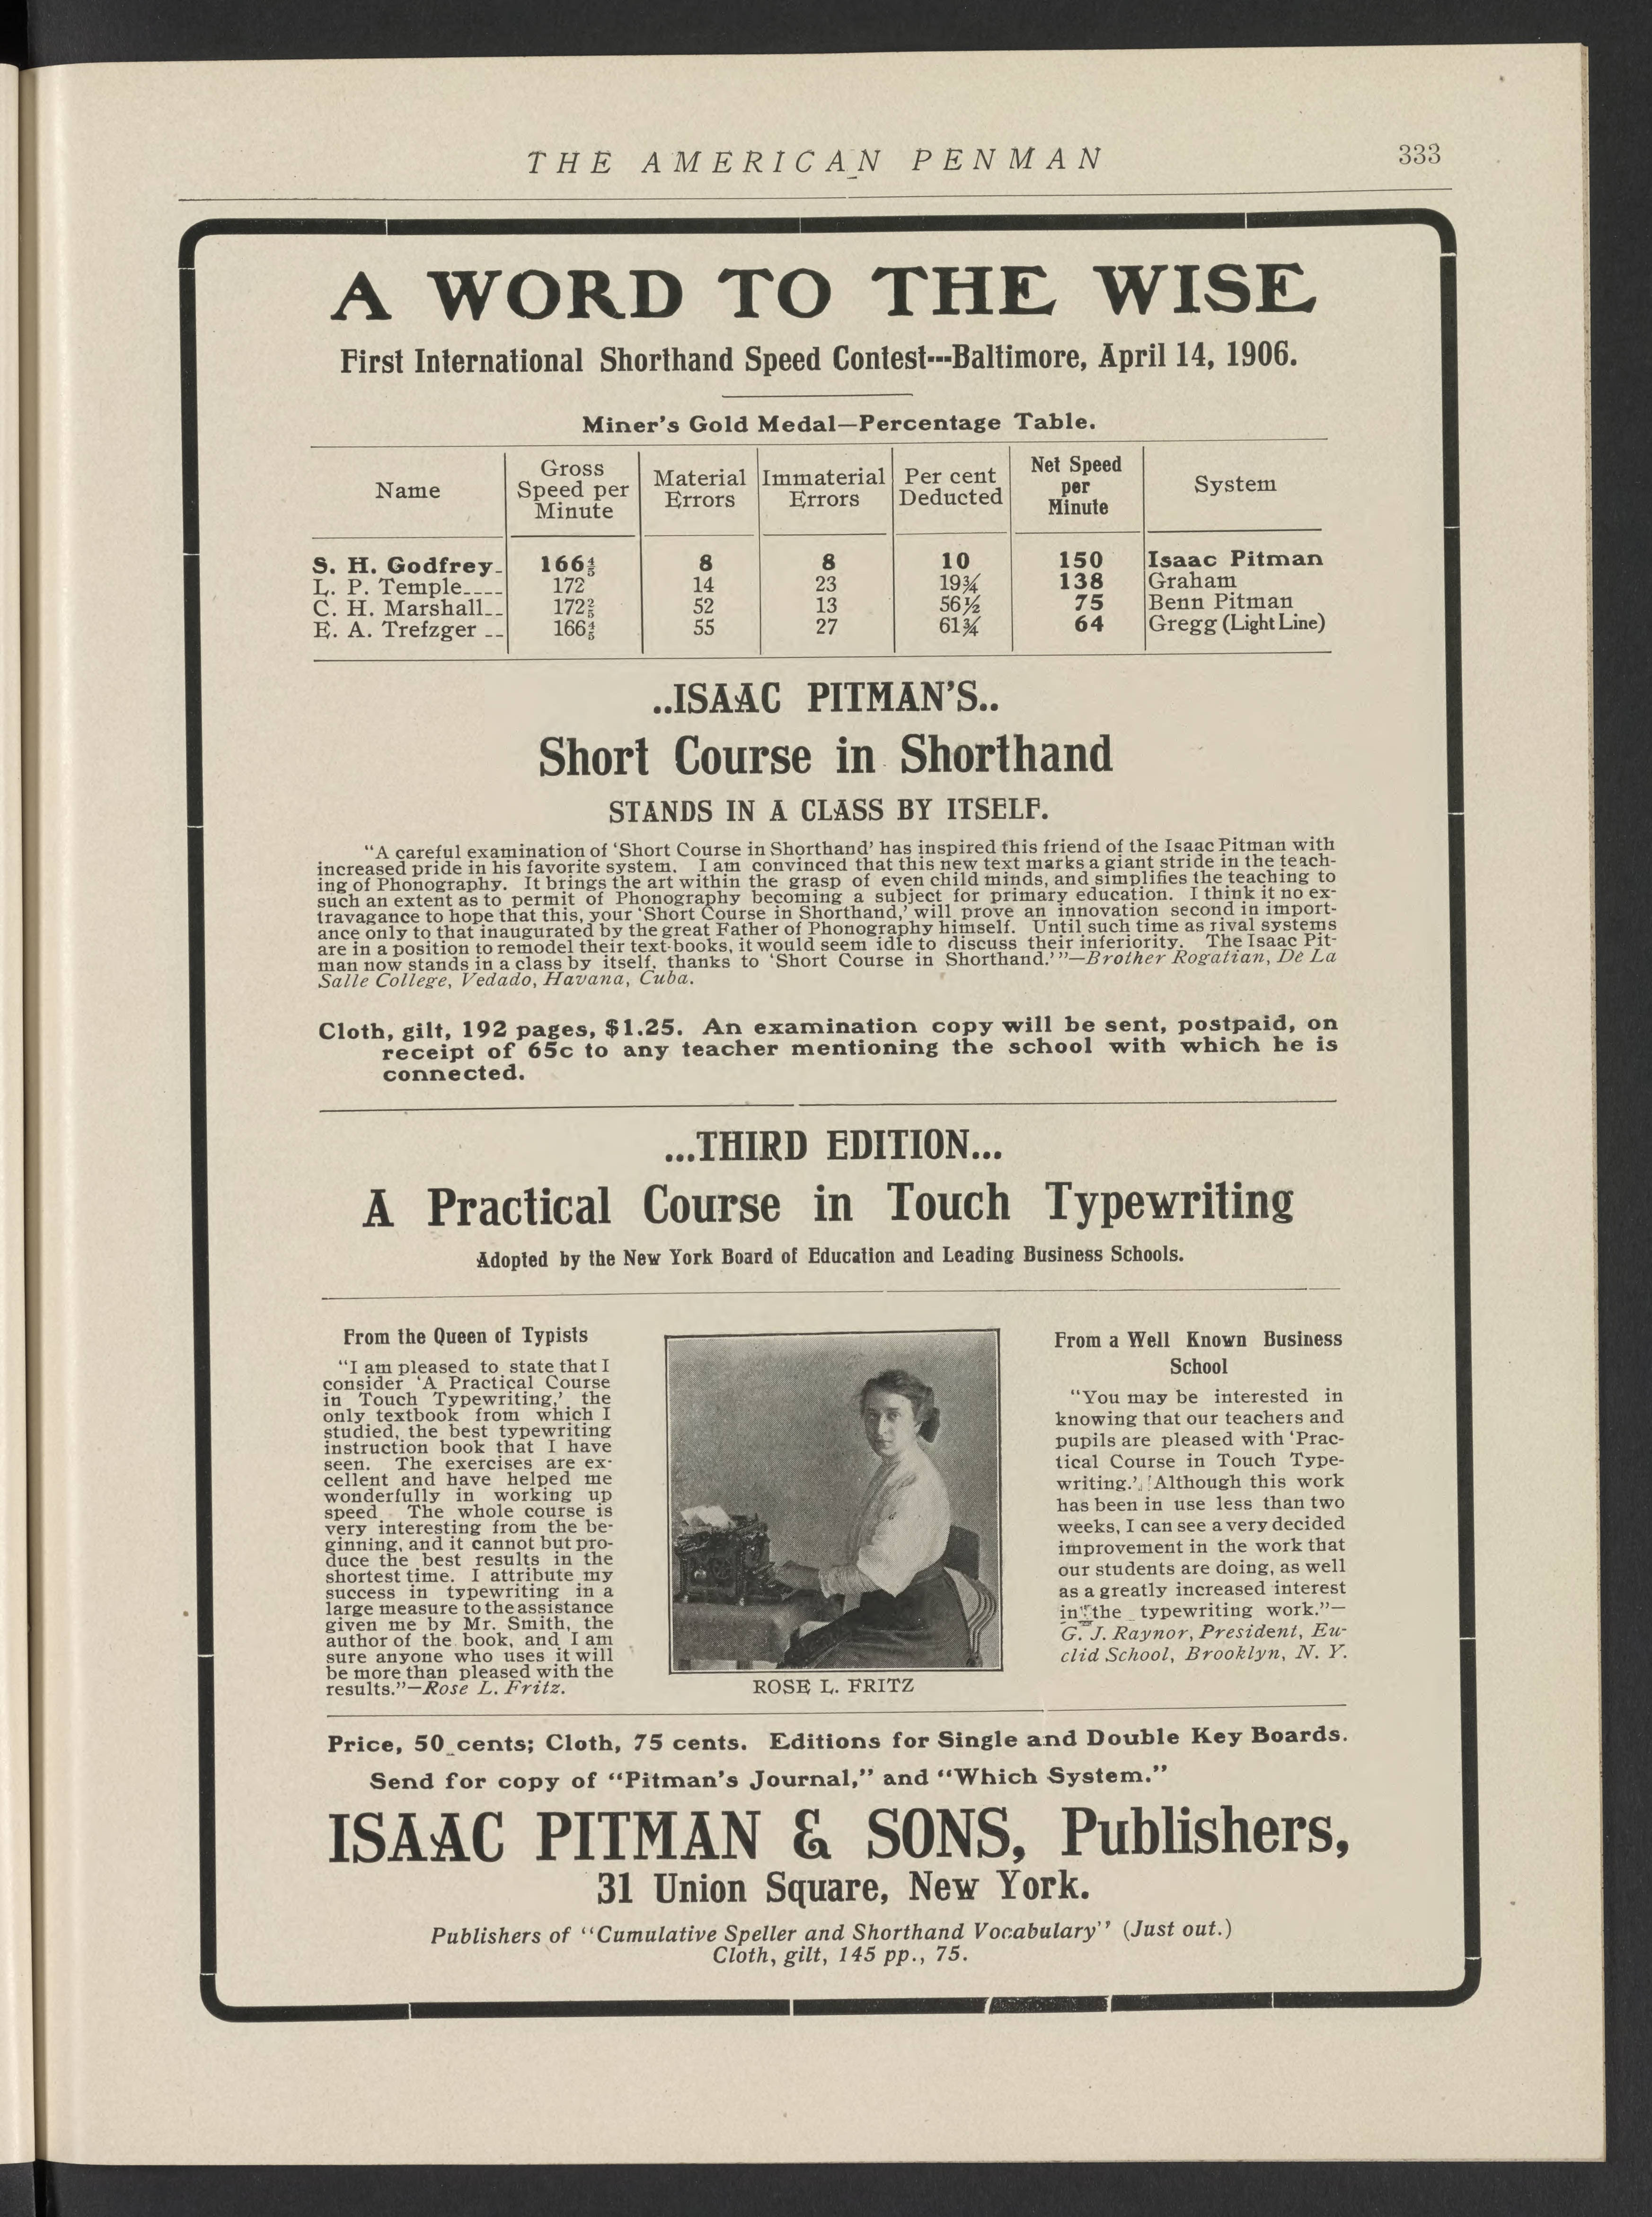 THE AMERICAN PENMAN 333
A WORD TO THE WISE
First International Shorthand Speed Contest---Baltimore, April 14, 1906.
Miner's Gold Medal—Percentage Table.
Name | Gross Speed per Minute | Material Errors | Immaterial Errors | Per cent Deducted | Net Speed per Minute | System
S. H. Godfrey | 166⅘ | 8 | 8 | 10 | 150 | Isaac Pitman
L. P. Temple | 172 | 14 | 23 | 19¾ | 138 | Graham
C. H. Marshall | 172⅖ | 52 | 13 | 56½ | 75 | Benn Pitman
E. A. Trefzger | 166⅘ | 55 | 27 | 61¾ | 64 | Gregg (Light Line)
..ISAAC PITMAN'S..
Short Course in Shorthand
STANDS IN A CLASS BY ITSELF.
"A careful examination of 'Short Course in Shorthand' has inspired this friend of the Isaac Pitman with
increased pride in his favorite system. I am convinced that this new text marks a giant stride in the teach-
ing of Phonography. It brings the art within the grasp of even child minds, and simplifies the teaching to
such an extent as to permit of Phonography becoming a subject for primary education. I think it no ex-
travagance to hope that this, your 'Short Course in Shorthand,' will prove an innovation second in import-
ance only to that inaugurated by the great Father of Phonography himself. Until such time as rival systems
are in a position to remodel their text-books, it would seem idle to discuss their inferiority. The Isaac Pit-
man now stands in a class by itself, thanks to 'Short Course in Shorthand.'"—Brother Rogatian, De La
Salle College, Vedado, Havana, Cuba.
Cloth, gilt, 192 pages, $1.25. An examination copy will be sent, postpaid, on
receipt of 65c to any teacher mentioning the school with which he is
connected.
...THIRD EDITION...
A Practical Course in Touch Typewriting
Adopted by the New York Board of Education and Leading Business Schools.
From the Queen of Typists
"I am pleased to state that I
consider 'A Practical Course
in Touch Typewriting,' the
only textbook from which I
studied, the best typewriting
instruction book that I have
seen. The exercises are ex-
cellent and have helped me
wonderfully in working up
speed The whole course is
very interesting from the be-
ginning, and it cannot but pro-
duce the best results in the
shortest time. I attribute my
success in typewriting in a
large measure to the assistance
given me by Mr. Smith, the
author of the book, and I am
sure anyone who uses it will
be more than pleased with the
results."—Rose L. Fritz.
ROSE L. FRITZ
From a Well Known Business
School
"You may be interested in
knowing that our teachers and
pupils are pleased with 'Prac-
tical Course in Touch Type-
writing.' Although this work
has been in use less than two
weeks, I can see a very decided
improvement in the work that
our students are doing, as well
as a greatly increased interest
in the typewriting work."—
G. J. Raynor, President, Eu-
clid School, Brooklyn, N. Y.
Price, 50 cents; Cloth, 75 cents. Editions for Single and Double Key Boards.
Send for copy of "Pitman's Journal," and "Which System."
ISAAC PITMAN & SONS, Publishers,
31 Union Square, New York.
Publishers of "Cumulative Speller and Shorthand Vocabulary" (Just out.)
Cloth, gilt, 145 pp., 75.